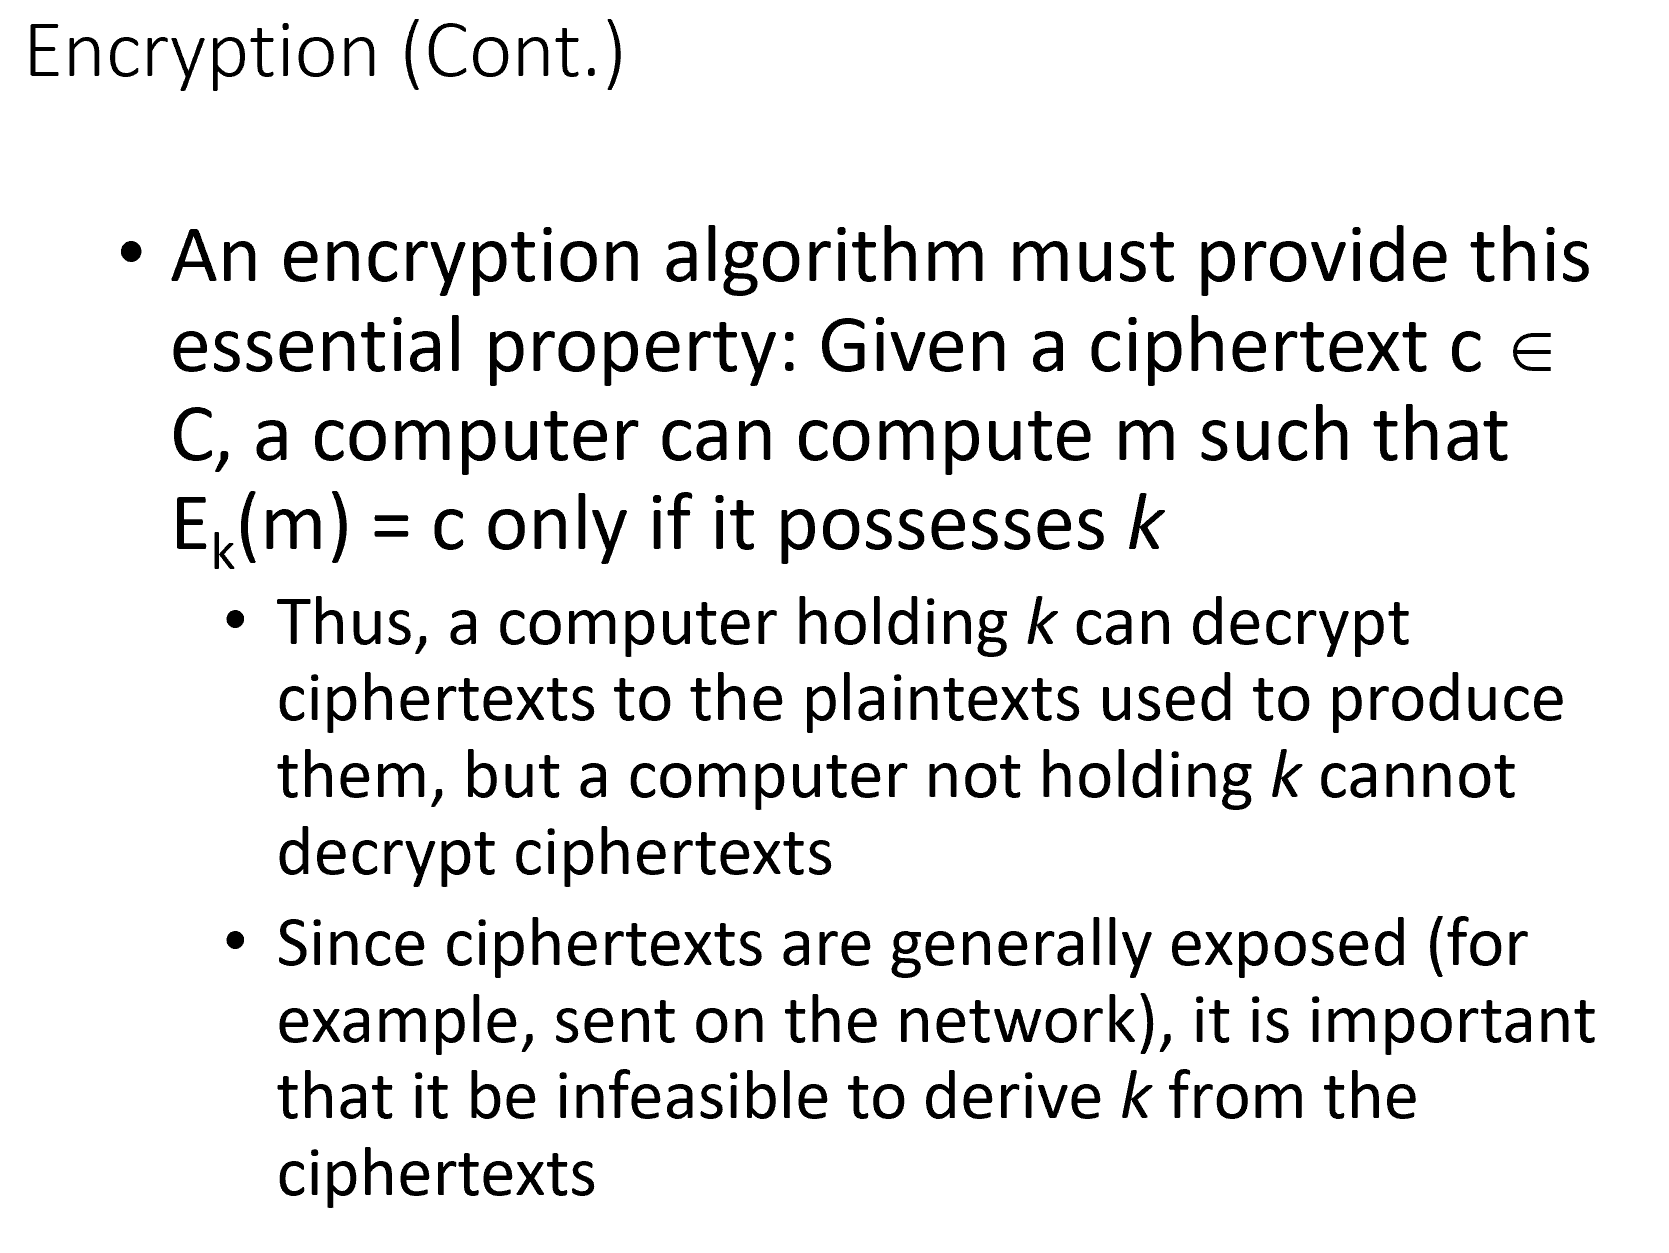 Encryption (Cont.)
• An encryption algorithm must provide this
essential property: Given a ciphertext c ∈
C, a computer can compute m such that
Eₖ(m) = c only if it possesses k
• Thus, a computer holding k can decrypt
ciphertexts to the plaintexts used to produce
them, but a computer not holding k cannot
decrypt ciphertexts
• Since ciphertexts are generally exposed (for
example, sent on the network), it is important
that it be infeasible to derive k from the
ciphertexts